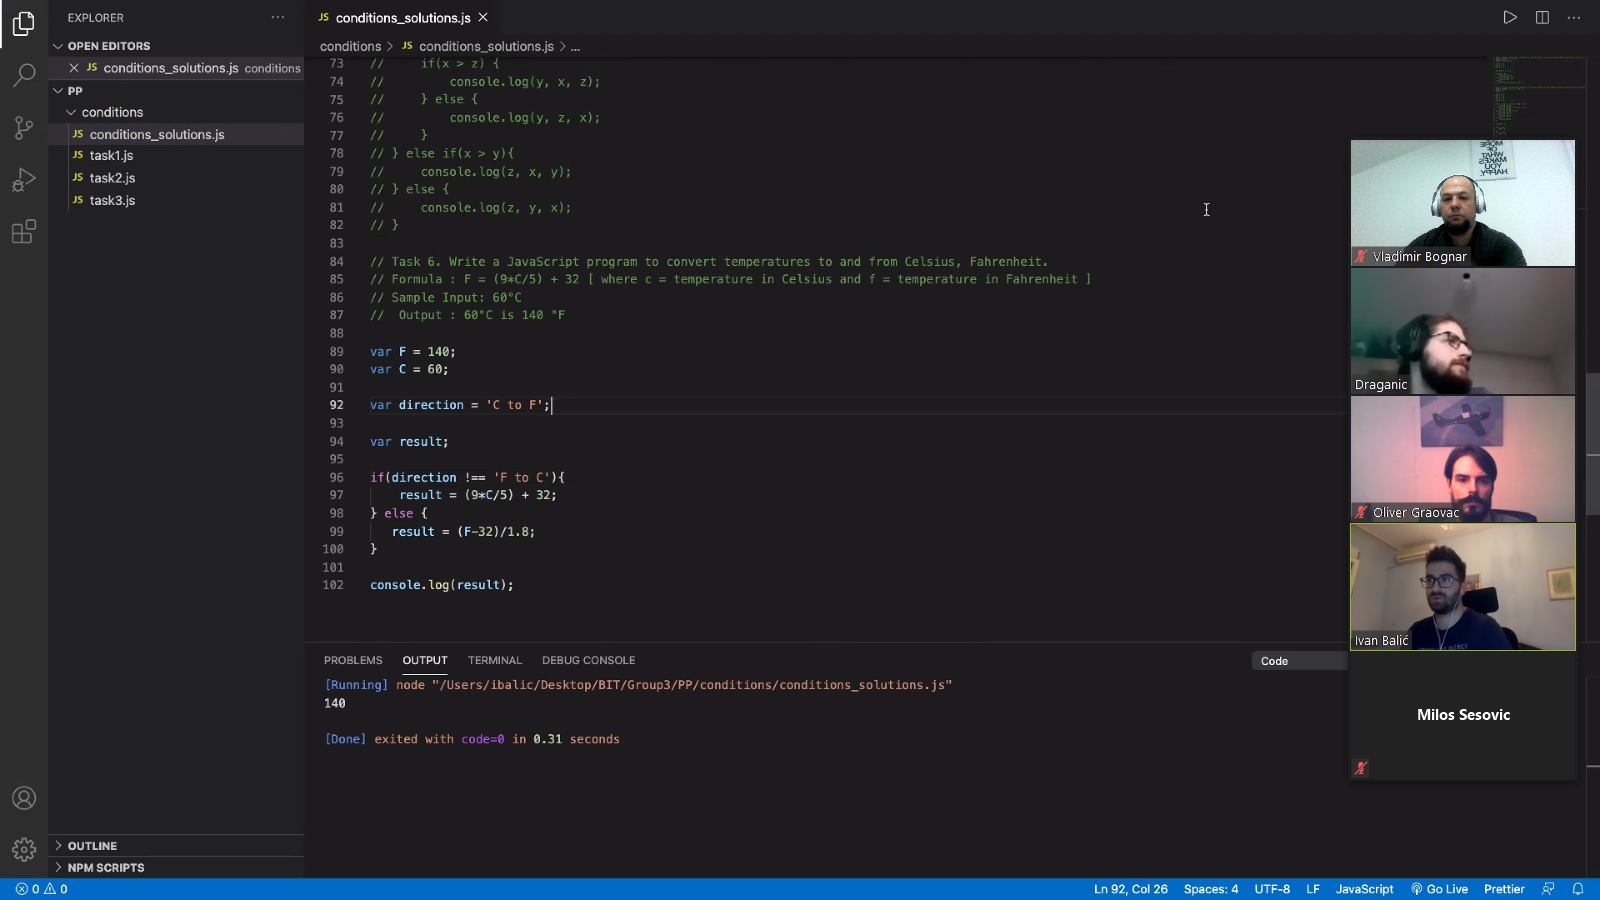 EXPLORER
OPEN EDITORS
conditions_solutions.js conditions
PP
conditions
JS conditions_solutions.js
JS task1.js
JS task2.js
JS task3.js
OUTLINE
NPM SCRIPTS
JS conditions_solutions.js
conditions > JS conditions_solutions.js > ...
73 // if(x > z) {
74 // console.log(y, x, z);
75 // } else {
76 // console.log(y, z, x);
77 // }
78 // } else if(x > y){
79 // console.log(z, x, y);
80 // } else {
81 // console.log(z, y, x);
82 // }
83
84 // Task 6. Write a JavaScript program to convert temperatures to and from Celsius, Fahrenheit.
85 // Formula : F = (9*C/5) + 32 [ where c = temperature in Celsius and f = temperature in Fahrenheit ]
86 // Sample Input: 60°C
87 // Output : 60°C is 140 °F
88
89 var F = 140;
90 var C = 60;
91
92 var direction = 'C to F';
93
94 var result;
95
96 if(direction !== 'F to C'){
97 result = (9*C/5) + 32;
98 } else {
99 result = (F-32)/1.8;
100 }
101
102 console.log(result);
PROBLEMS OUTPUT TERMINAL DEBUG CONSOLE Code
[Running] node "/Users/ibalic/Desktop/BIT/Group3/PP/conditions/conditions_solutions.js"
140
[Done] exited with code=0 in 0.31 seconds
Vladimir Bognar
Draganic
Oliver Graovac
Ivan Balić
Milos Sesovic
0 0 Ln 92, Col 26 Spaces: 4 UTF-8 LF JavaScript Go Live Prettier